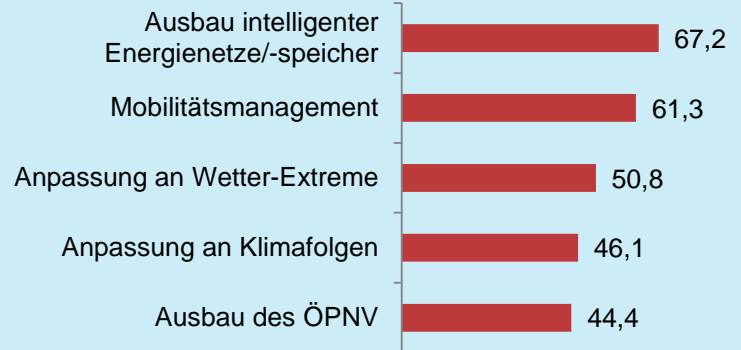 Ausbau intelligenter
Energienetze/-speicher
67,2
Mobilitätsmanagement
61,3
Anpassung an Wetter-Extreme
50,8
Anpassung an Klimafolgen
46,1
Ausbau des ÖPNV
44,4